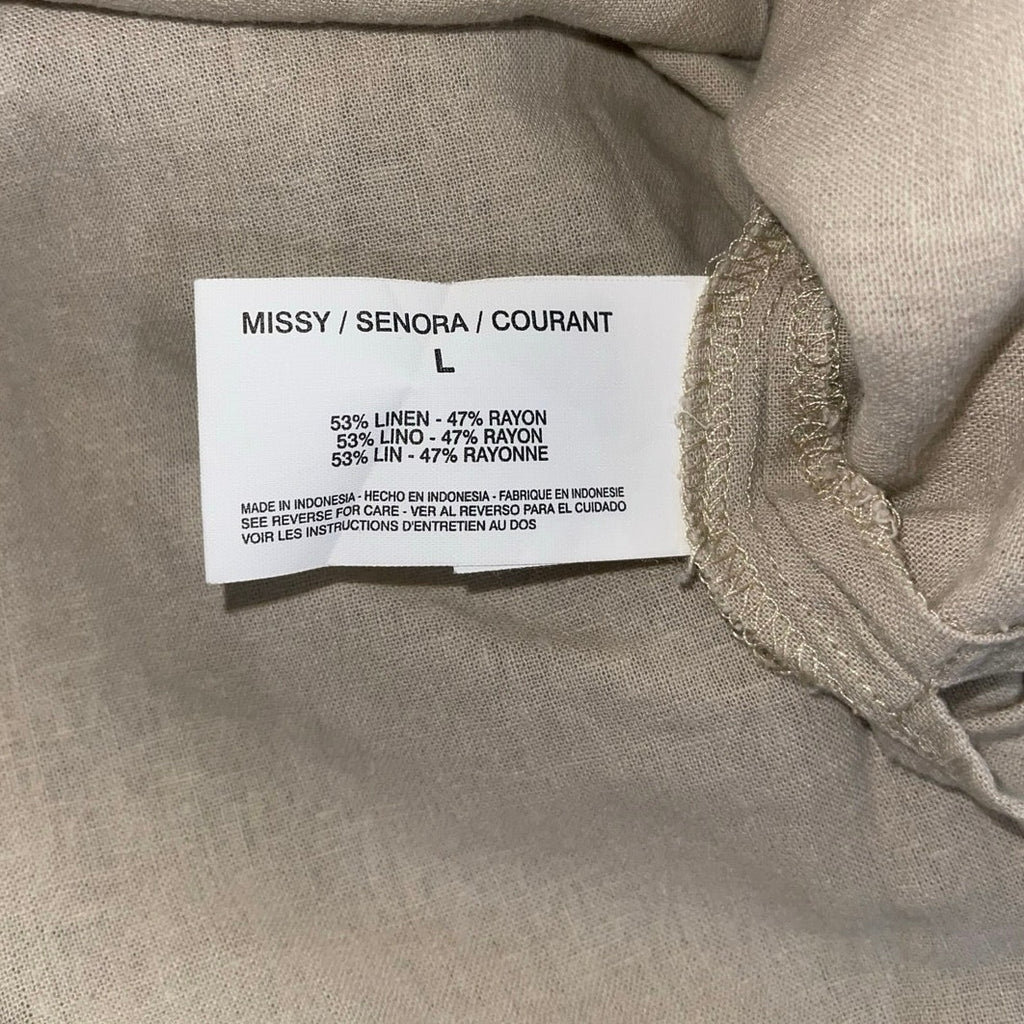 MISSY / SENORA / COURANT
L
53% LINEN - 47% RAYON
53% LINO - 47% RAYON
53% LIN - 47% RAYONNE
MADE IN INDONESIA - HECHO EN INDONESIA - FABRIQUE EN INDONESIE
SEE REVERSE FOR CARE - VER AL REVERSO PARA EL CUIDADO
VOIR LES INSTRUCTIONS D'ENTRETIEN AU DOS